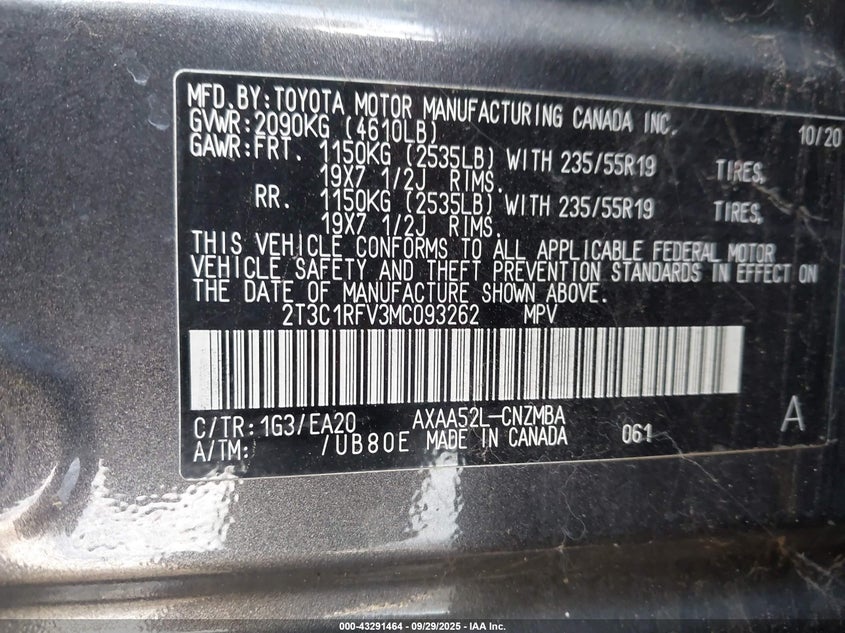 MFD.BY:TOYOTA MOTOR MANUFACTURING CANADA INC. 10/20
GVWR:2090KG (4610LB)
GAWR:FRT. 1150KG (2535LB) WITH 235/55R19 TIRES,
19X7 1/2J RIMS.
RR. 1150KG (2535LB) WITH 235/55R19 TIRES,
19X7 1/2J RIMS.
THIS VEHICLE CONFORMS TO ALL APPLICABLE FEDERAL MOTOR
VEHICLE SAFETY AND THEFT PREVENTION STANDARDS IN EFFECT ON
THE DATE OF MANUFACTURE SHOWN ABOVE.
2T3C1RFV3MC093262 MPV
C/TR:1G3/EA20 AXAA52L-CNZMBA A
A/TM: /UB80E MADE IN CANADA 061
000-43291464 - 09/29/2025 - IAA Inc.